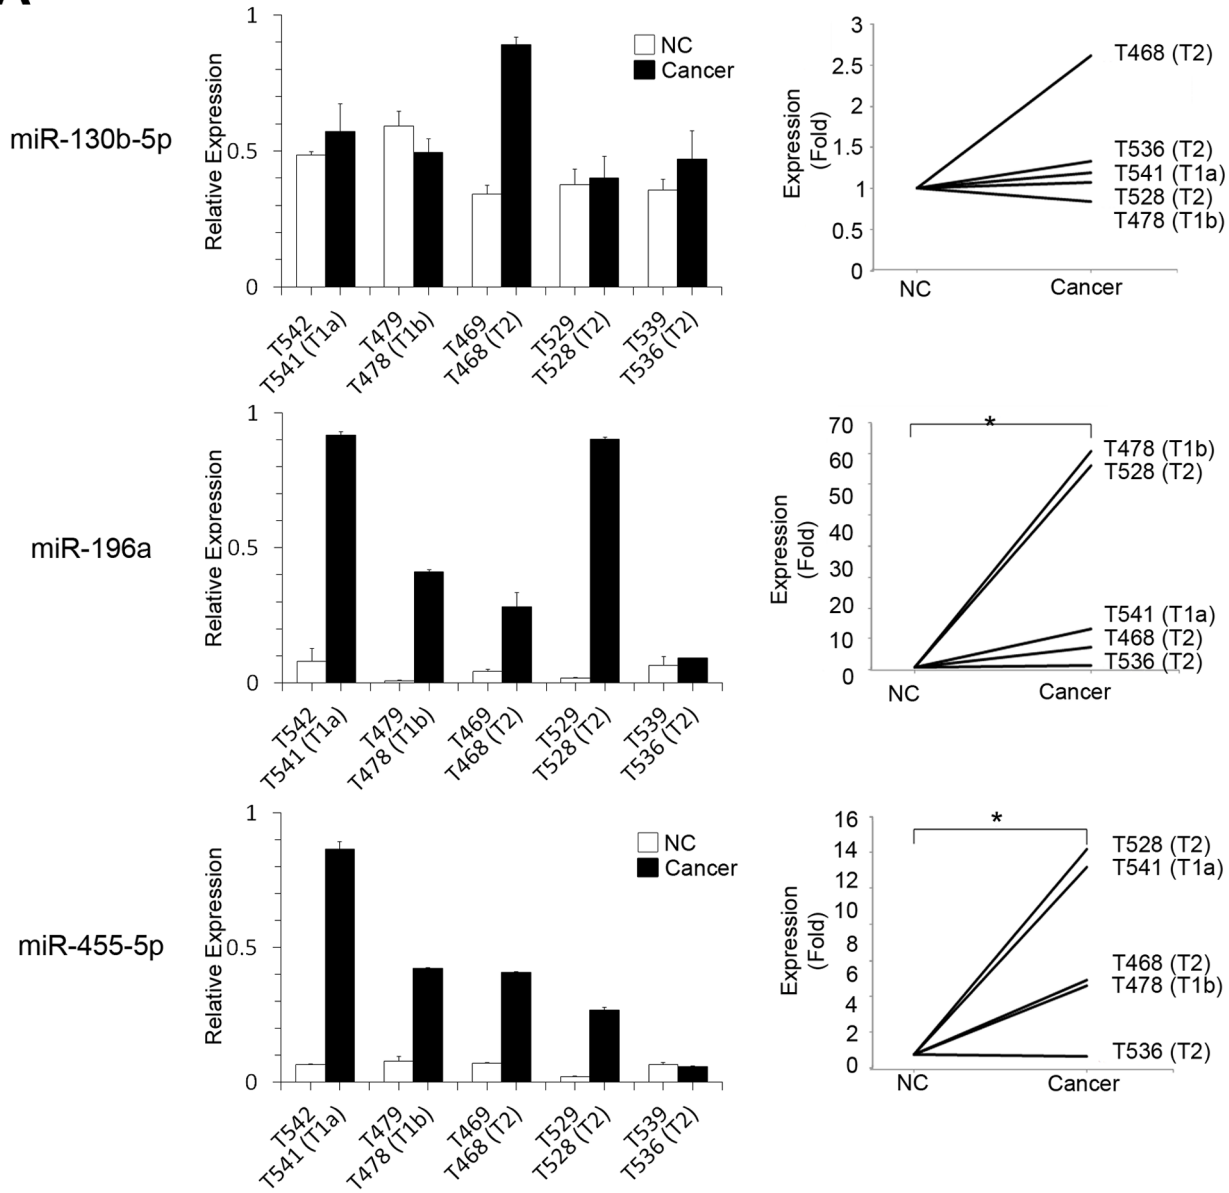 miR-130b-5p
Relative Expression
1
0.5
0
NC
Cancer
T542
T541 (T1a)
T479
T478 (T1b)
T469
T468 (T2)
T529
T528 (T2)
T539
T536 (T2)
Expression
(Fold)
3
2.5
2
1.5
1
0.5
0
NC
Cancer
T468 (T2)
T536 (T2)
T541 (T1a)
T528 (T2)
T478 (T1b)
miR-196a
Relative Expression
1
0.5
0
T542
T541 (T1a)
T479
T478 (T1b)
T469
T468 (T2)
T529
T528 (T2)
T539
T536 (T2)
Expression
(Fold)
70
60
50
40
30
20
10
0
*
NC
Cancer
T478 (T1b)
T528 (T2)
T541 (T1a)
T468 (T2)
T536 (T2)
miR-455-5p
Relative Expression
1
0.5
0
NC
Cancer
T542
T541 (T1a)
T479
T478 (T1b)
T469
T468 (T2)
T529
T528 (T2)
T539
T536 (T2)
Expression
(Fold)
16
14
12
10
8
6
4
2
0
*
NC
Cancer
T528 (T2)
T541 (T1a)
T468 (T2)
T478 (T1b)
T536 (T2)